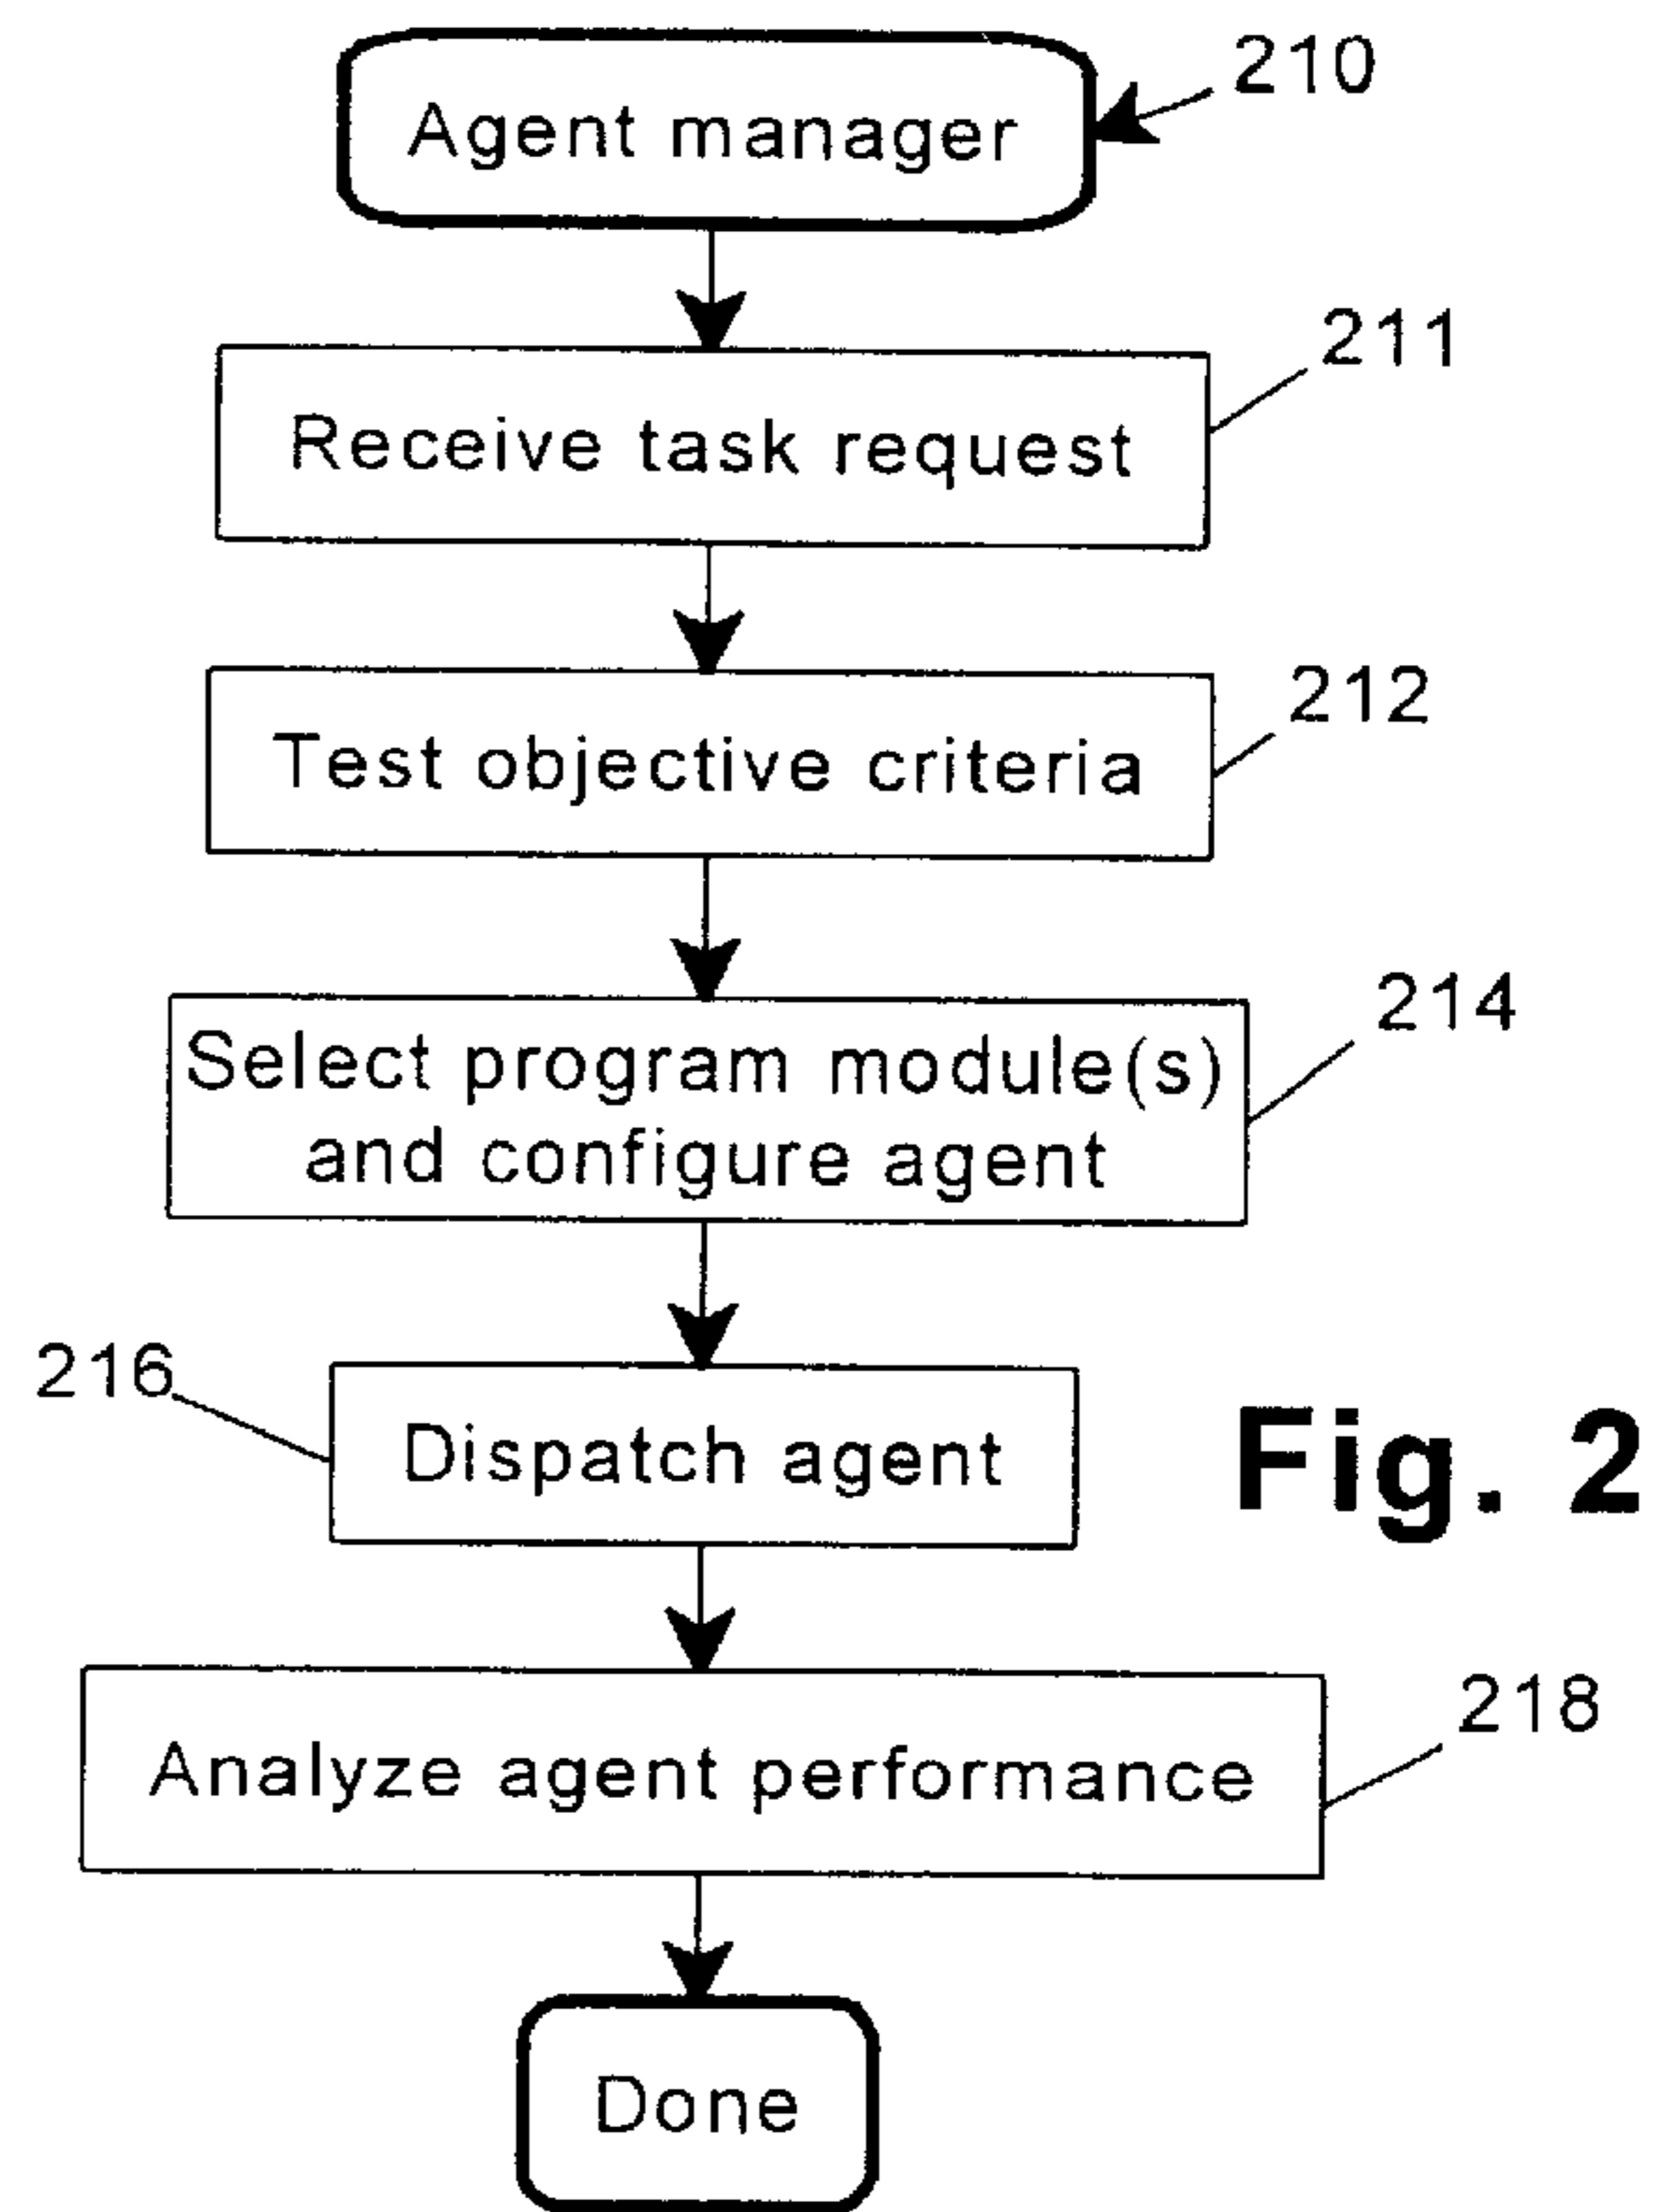 Agent manager
210
Receive task request
211
Test objective criteria
212
Select program module(s)
and configure agent
214
216
Dispatch agent
Fig. 2
Analyze agent performance
218
Done